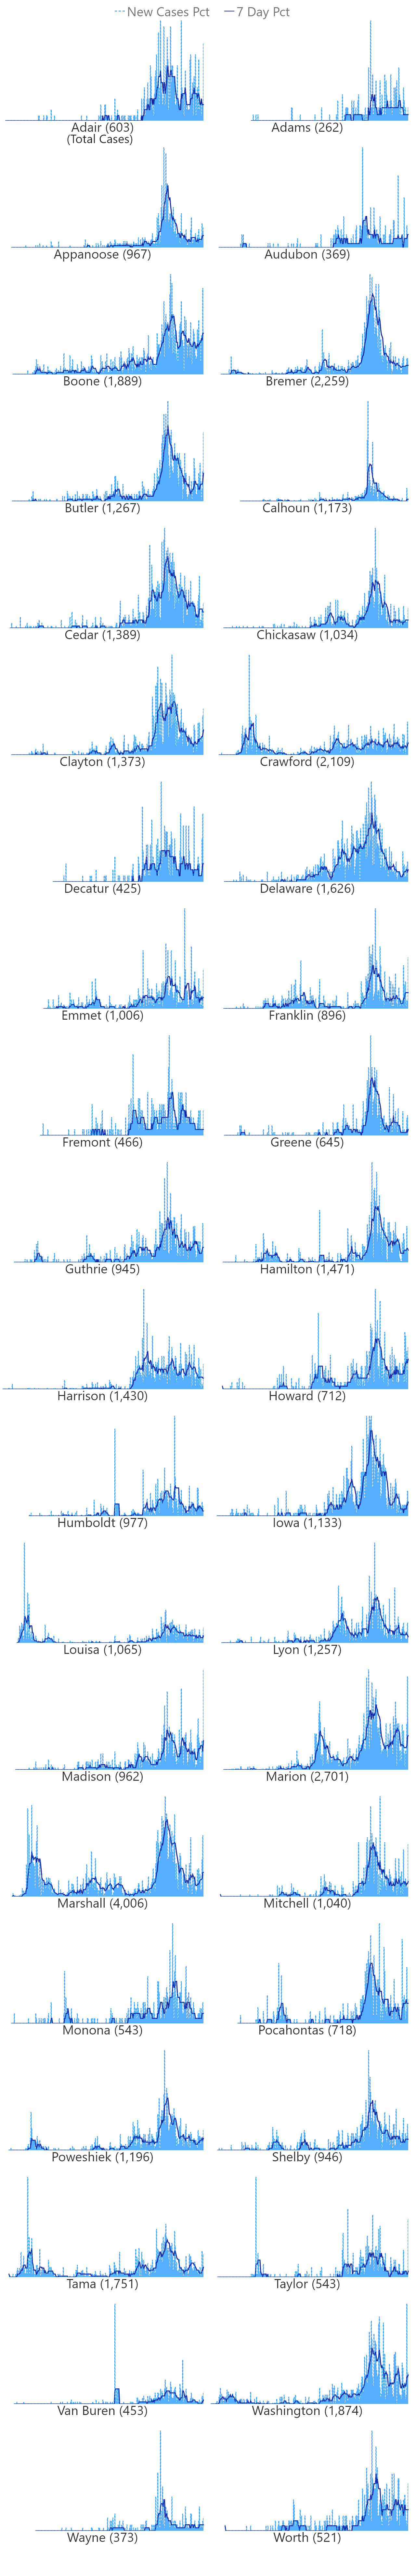 New Cases Pct 7 Day Pct
Adair (603)
(Total Cases)
Adams (262)
Appanoose (967)
Audubon (369)
Boone (1,889)
Bremer (2,259)
Butler (1,267)
Calhoun (1,173)
Cedar (1,389)
Chickasaw (1,034)
Clayton (1,373)
Crawford (2,109)
Decatur (425)
Delaware (1,626)
Emmet (1,006)
Franklin (896)
Fremont (466)
Greene (645)
Guthrie (945)
Hamilton (1,471)
Harrison (1,430)
Howard (712)
Humboldt (977)
Iowa (1,133)
Louisa (1,065)
Lyon (1,257)
Madison (962)
Marion (2,701)
Marshall (4,006)
Mitchell (1,040)
Monona (543)
Pocahontas (718)
Poweshiek (1,196)
Shelby (946)
Tama (1,751)
Taylor (543)
Van Buren (453)
Washington (1,874)
Wayne (373)
Worth (521)